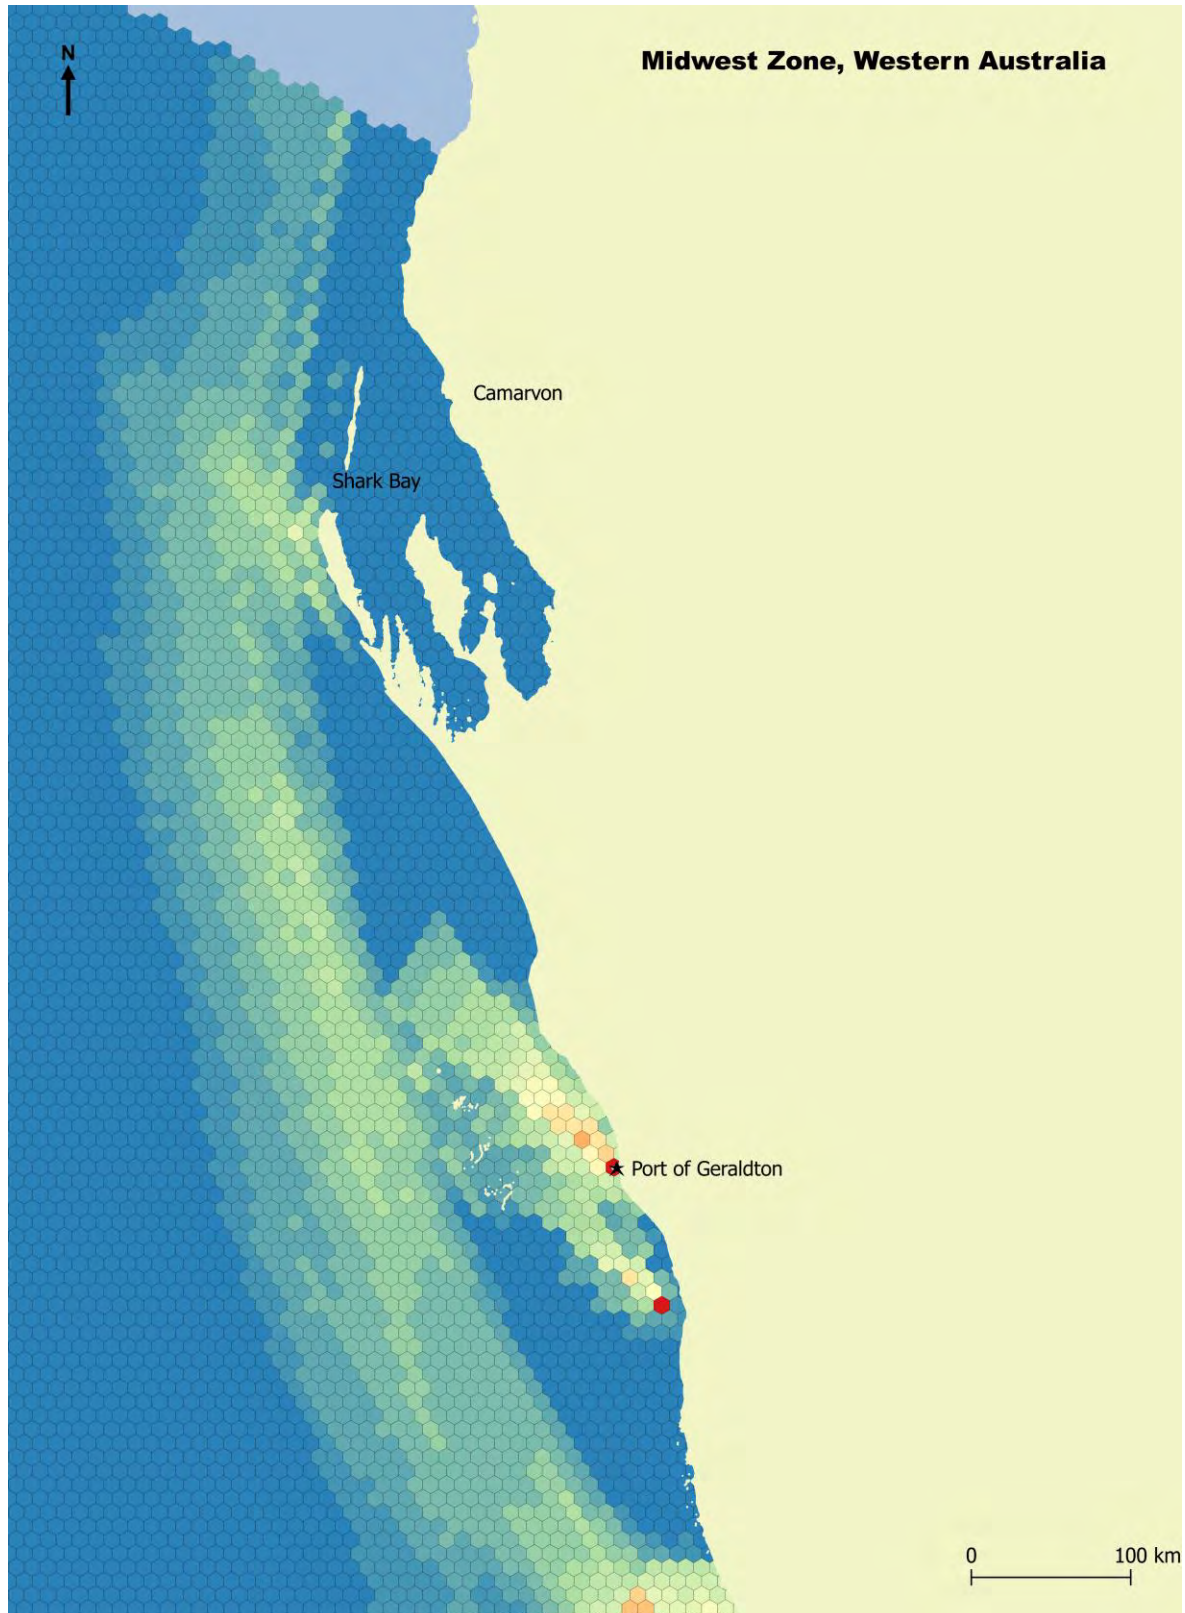 Midwest Zone, Western Australia
N
Camarvon
Shark Bay
Port of Geraldton
0 100 km